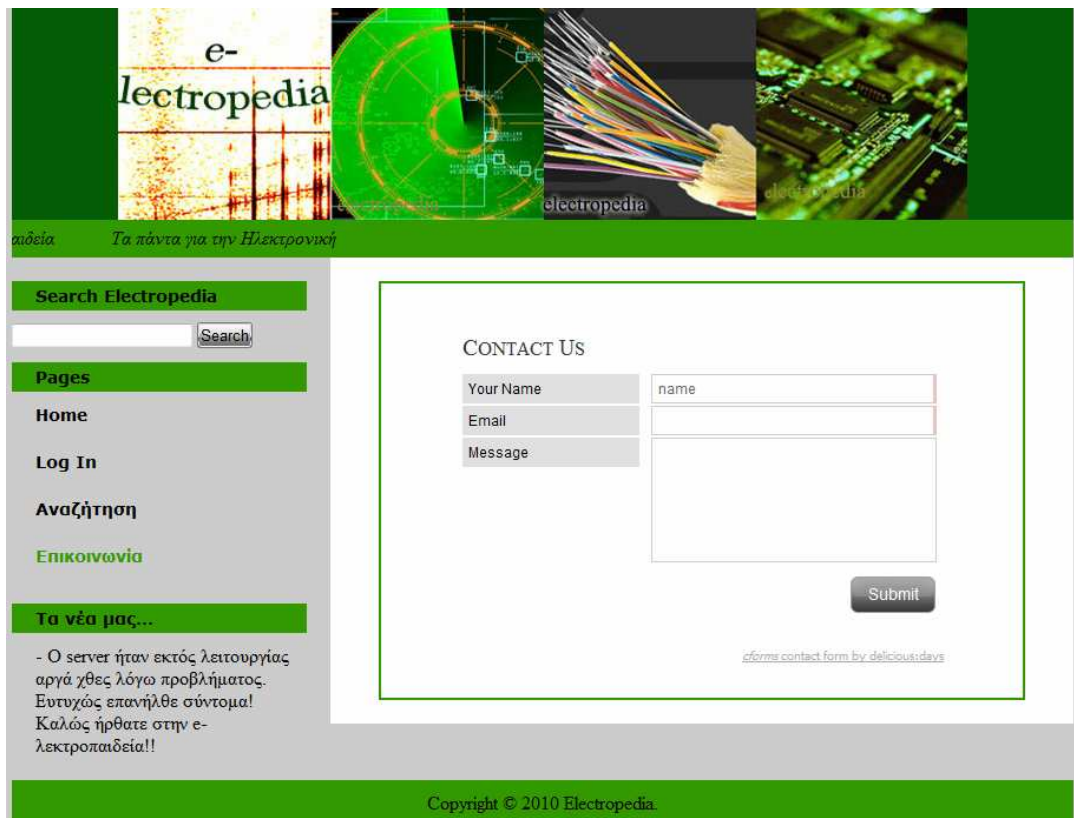 e-
lectropedia
electropedia
electropedia
electropedia
αιδεία Τα πάντα για την Ηλεκτρονική
Search Electropedia
Search
Pages
Home
Log In
Αναζήτηση
Επικοινωνία
Τα νέα μας...
- Ο server ήταν εκτός λειτουργίας
αργά χθες λόγω προβλήματος.
Ευτυχώς επανήλθε σύντομα!
Καλώς ήρθατε στην e-
λεκτροπαιδεία!!
CONTACT US
Your Name
name
Email
Message
Submit
cforms contact form by delicious:days
Copyright © 2010 Electropedia.